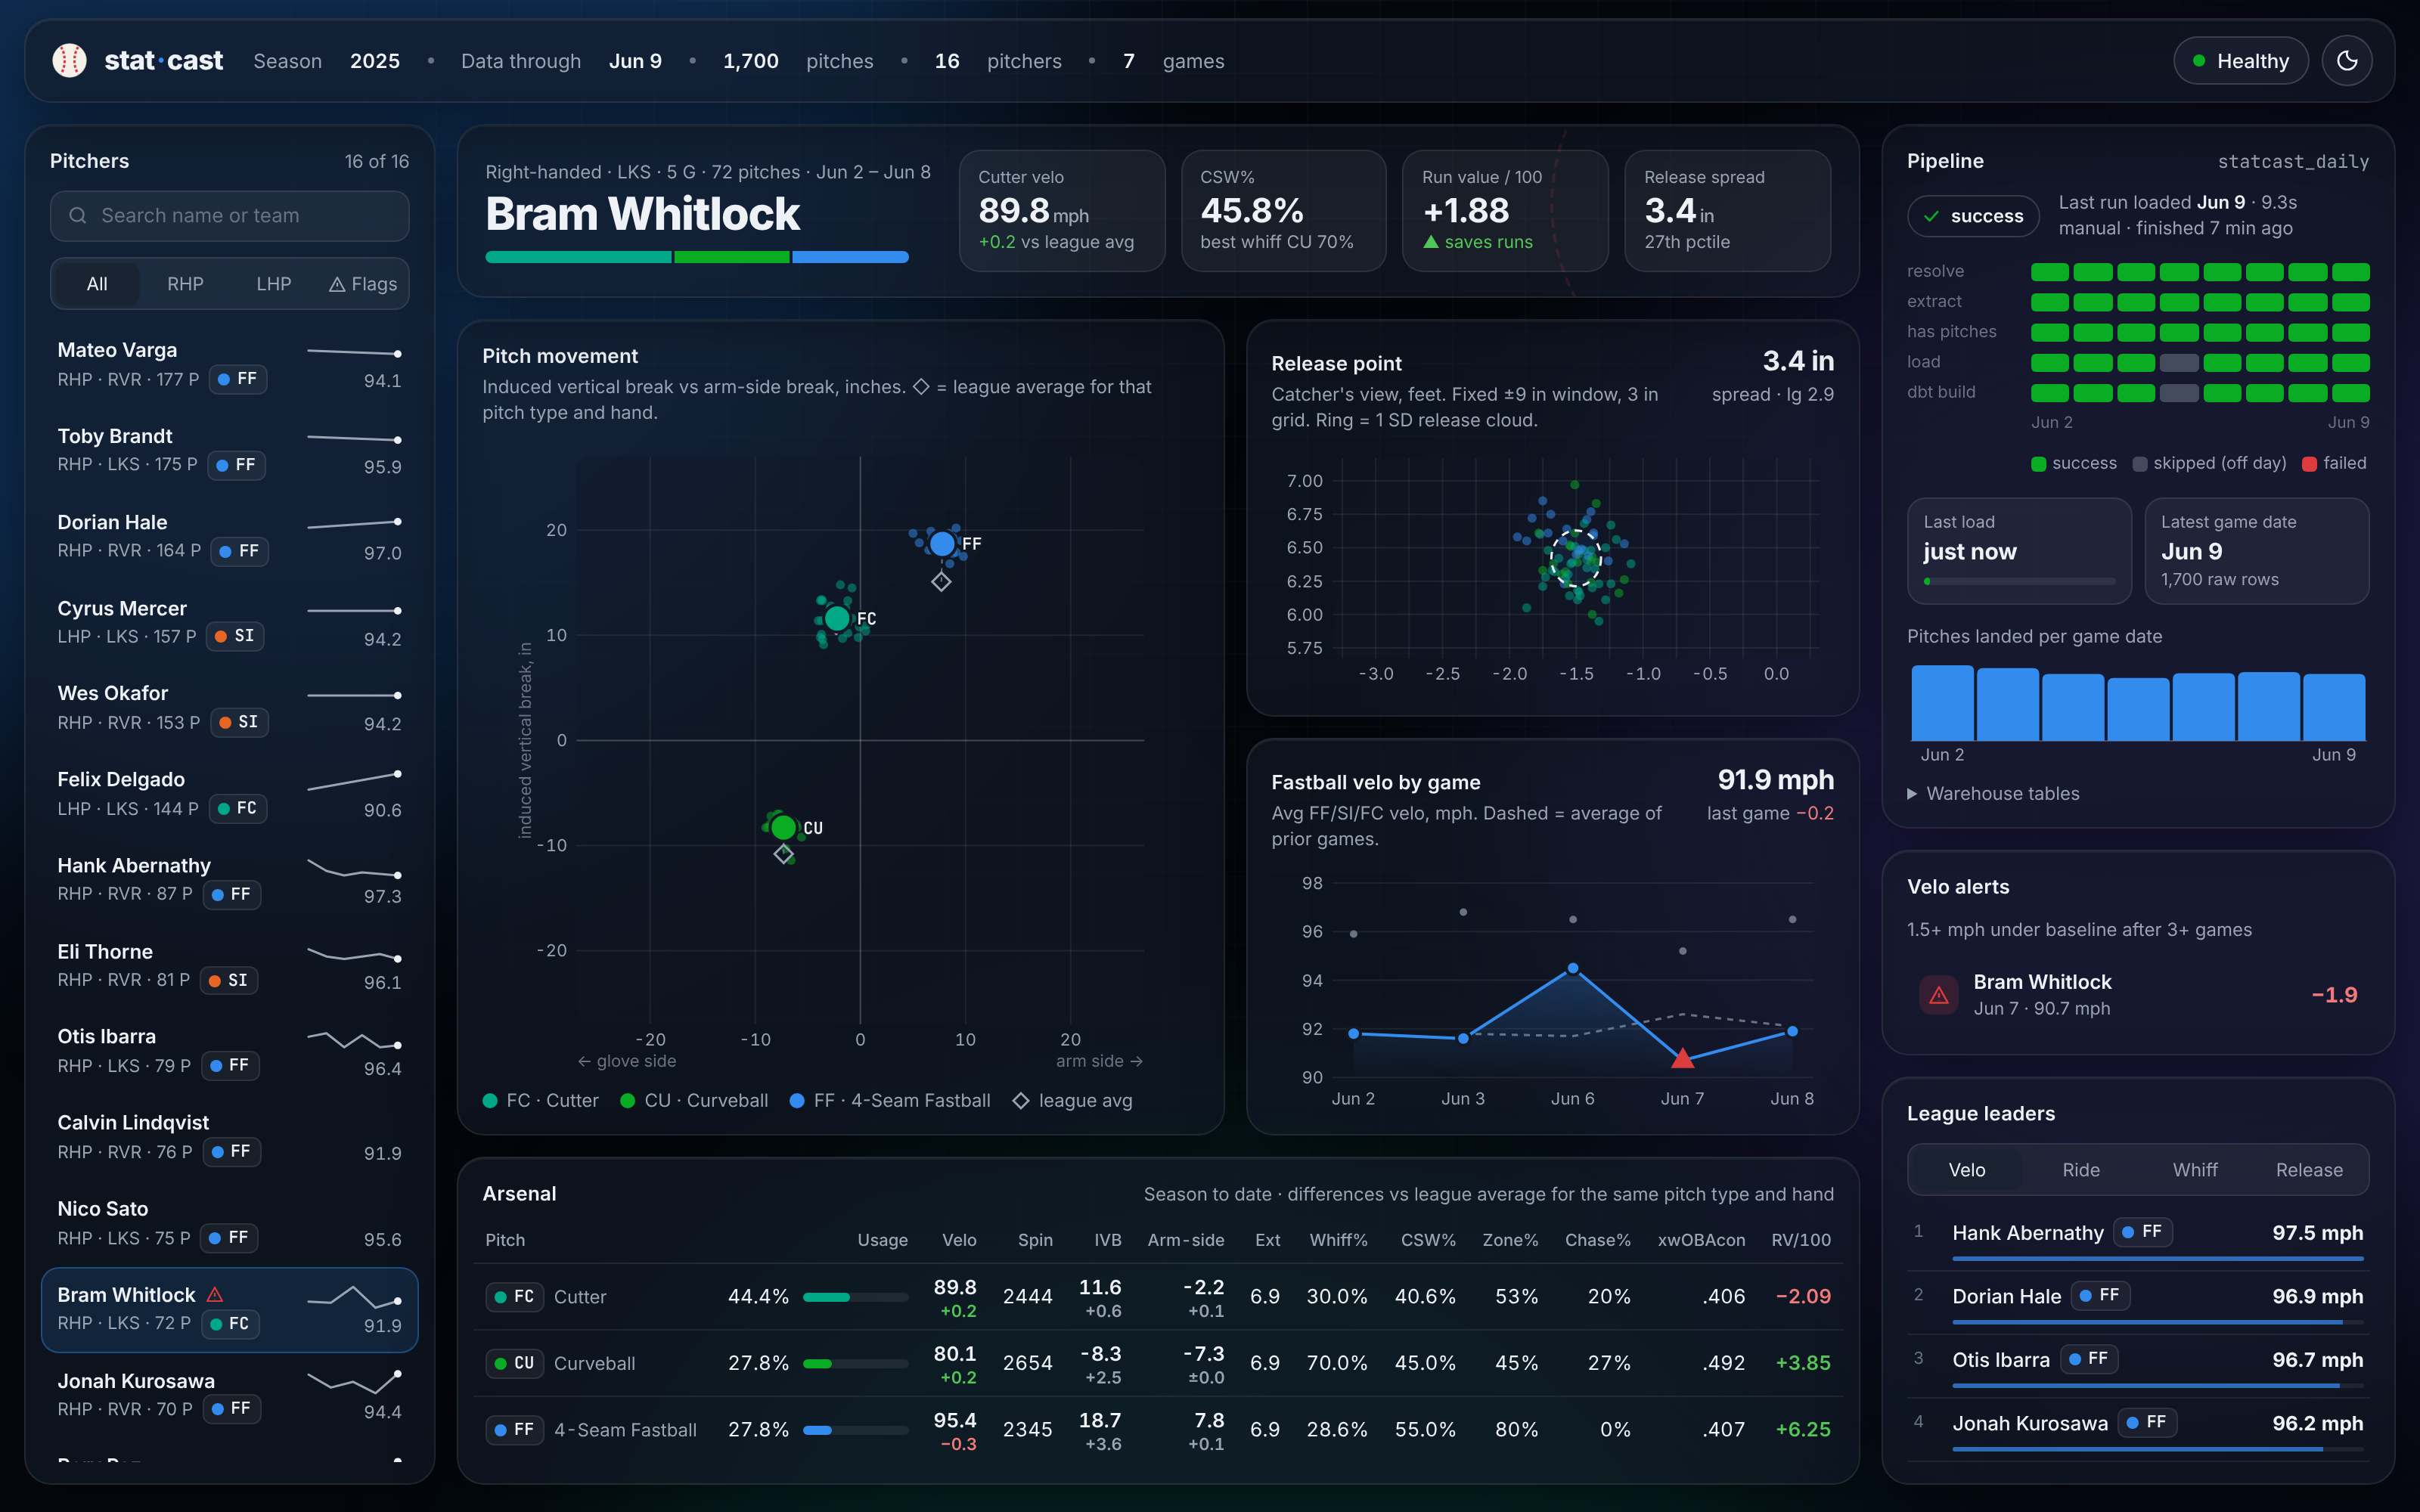 stat·cast Season 2025 • Data through Jun 9 • 1,700 pitches • 16 pitchers • 7 games
Healthy
Pitchers 16 of 16
Search name or team
All RHP LHP Flags
Mateo Varga
RHP · RVR · 177 P FF 94.1
Toby Brandt
RHP · LKS · 175 P FF 95.9
Dorian Hale
RHP · RVR · 164 P FF 97.0
Cyrus Mercer
LHP · LKS · 157 P SI 94.2
Wes Okafor
RHP · RVR · 153 P SI 94.2
Felix Delgado
LHP · LKS · 144 P FC 90.6
Hank Abernathy
RHP · RVR · 87 P FF 97.3
Eli Thorne
RHP · RVR · 81 P SI 96.1
Otis Ibarra
RHP · RVR · 79 P FF 96.4
Calvin Lindqvist
RHP · RVR · 76 P FF 91.9
Nico Sato
RHP · LKS · 75 P FF 95.6
Bram Whitlock
RHP · LKS · 72 P FC 91.9
Jonah Kurosawa
RHP · RVR · 70 P FF 94.4
Right-handed · LKS · 5 G · 72 pitches · Jun 2 – Jun 8
Bram Whitlock
Cutter velo
89.8 mph
+0.2 vs league avg
CSW%
45.8%
best whiff CU 70%
Run value / 100
+1.88
▲ saves runs
Release spread
3.4 in
27th pctile
Pitch movement
Induced vertical break vs arm-side break, inches. ◇ = league average for that
pitch type and hand.
induced vertical break, in
20
10
0
-10
-20
FF
FC
CU
-20 -10 0 10 20
← glove side arm side →
FC · Cutter CU · Curveball FF · 4-Seam Fastball ◇ league avg
Release point 3.4 in
Catcher's view, feet. Fixed ±9 in window, 3 in spread · lg 2.9
grid. Ring = 1 SD release cloud.
7.00
6.75
6.50
6.25
6.00
5.75
-3.0 -2.5 -2.0 -1.5 -1.0 -0.5 0.0
Fastball velo by game 91.9 mph
Avg FF/SI/FC velo, mph. Dashed = average of last game −0.2
prior games.
98
96
94
92
90
Jun 2 Jun 3 Jun 6 Jun 7 Jun 8
Arsenal Season to date · differences vs league average for the same pitch type and hand
Pitch Usage Velo Spin IVB Arm-side Ext Whiff% CSW% Zone% Chase% xwOBAcon RV/100
FC Cutter 44.4% 89.8 2444 11.6 -2.2 6.9 30.0% 40.6% 53% 20% .406 −2.09
+0.2 +0.6 +0.1
CU Curveball 27.8% 80.1 2654 -8.3 -7.3 6.9 70.0% 45.0% 45% 27% .492 +3.85
+0.2 +2.5 ±0.0
FF 4-Seam Fastball 27.8% 95.4 2345 18.7 7.8 6.9 28.6% 55.0% 80% 0% .407 +6.25
−0.3 +3.6 +0.1
Pipeline statcast_daily
success
Last run loaded Jun 9 · 9.3s
manual · finished 7 min ago
resolve
extract
has pitches
load
dbt build
Jun 2 Jun 9
success skipped (off day) failed
Last load
just now
Latest game date
Jun 9
1,700 raw rows
Pitches landed per game date
Jun 2 Jun 9
▶ Warehouse tables
Velo alerts
1.5+ mph under baseline after 3+ games
Bram Whitlock
Jun 7 · 90.7 mph
−1.9
League leaders
Velo Ride Whiff Release
1 Hank Abernathy FF 97.5 mph
2 Dorian Hale FF 96.9 mph
3 Otis Ibarra FF 96.7 mph
4 Jonah Kurosawa FF 96.2 mph